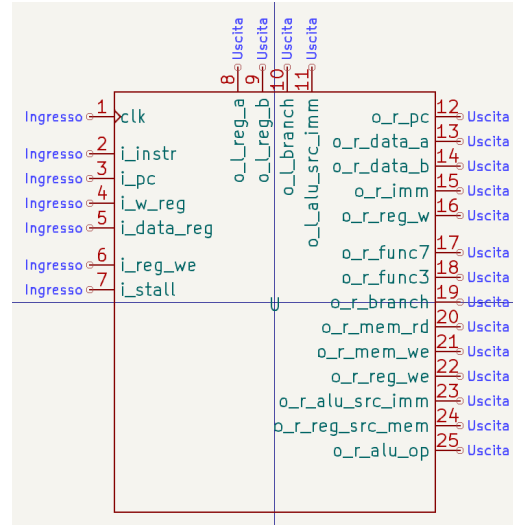 Uscita Uscita Uscita Uscita
8 9 10 11
o_l_reg_a o_l_reg_b o_l_branch o_l_alu_src_imm
Ingresso 1 clk
Ingresso 2 i_instr
Ingresso 3 i_pc
Ingresso 4 i_w_reg
Ingresso 5 i_data_reg
Ingresso 6 i_reg_we
Ingresso 7 i_stall
o_r_pc 12 Uscita
o_r_data_a 13 Uscita
o_r_data_b 14 Uscita
o_r_imm 15 Uscita
o_r_reg_w 16 Uscita
o_r_func7 17 Uscita
o_r_func3 18 Uscita
U
o_r_branch 19 Uscita
o_r_mem_rd 20 Uscita
o_r_mem_we 21 Uscita
o_r_reg_we 22 Uscita
o_r_alu_src_imm 23 Uscita
o_r_reg_src_mem 24 Uscita
o_r_alu_op 25 Uscita